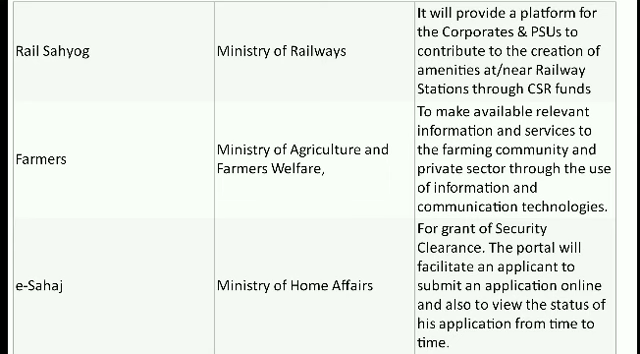 Rail Sahyog
Ministry of Railways
It will provide a platform for
the Corporates & PSUs to
contribute to the creation of
amenities at/near Railway
Stations through CSR funds
Farmers
Ministry of Agriculture and
Farmers Welfare,
To make available relevant
information and services to
the farming community and
private sector through the use
of information and
communication technologies.
e-Sahaj
Ministry of Home Affairs
For grant of Security
Clearance. The portal will
facilitate an applicant to
submit an application online
and also to view the status of
his application from time to
time.